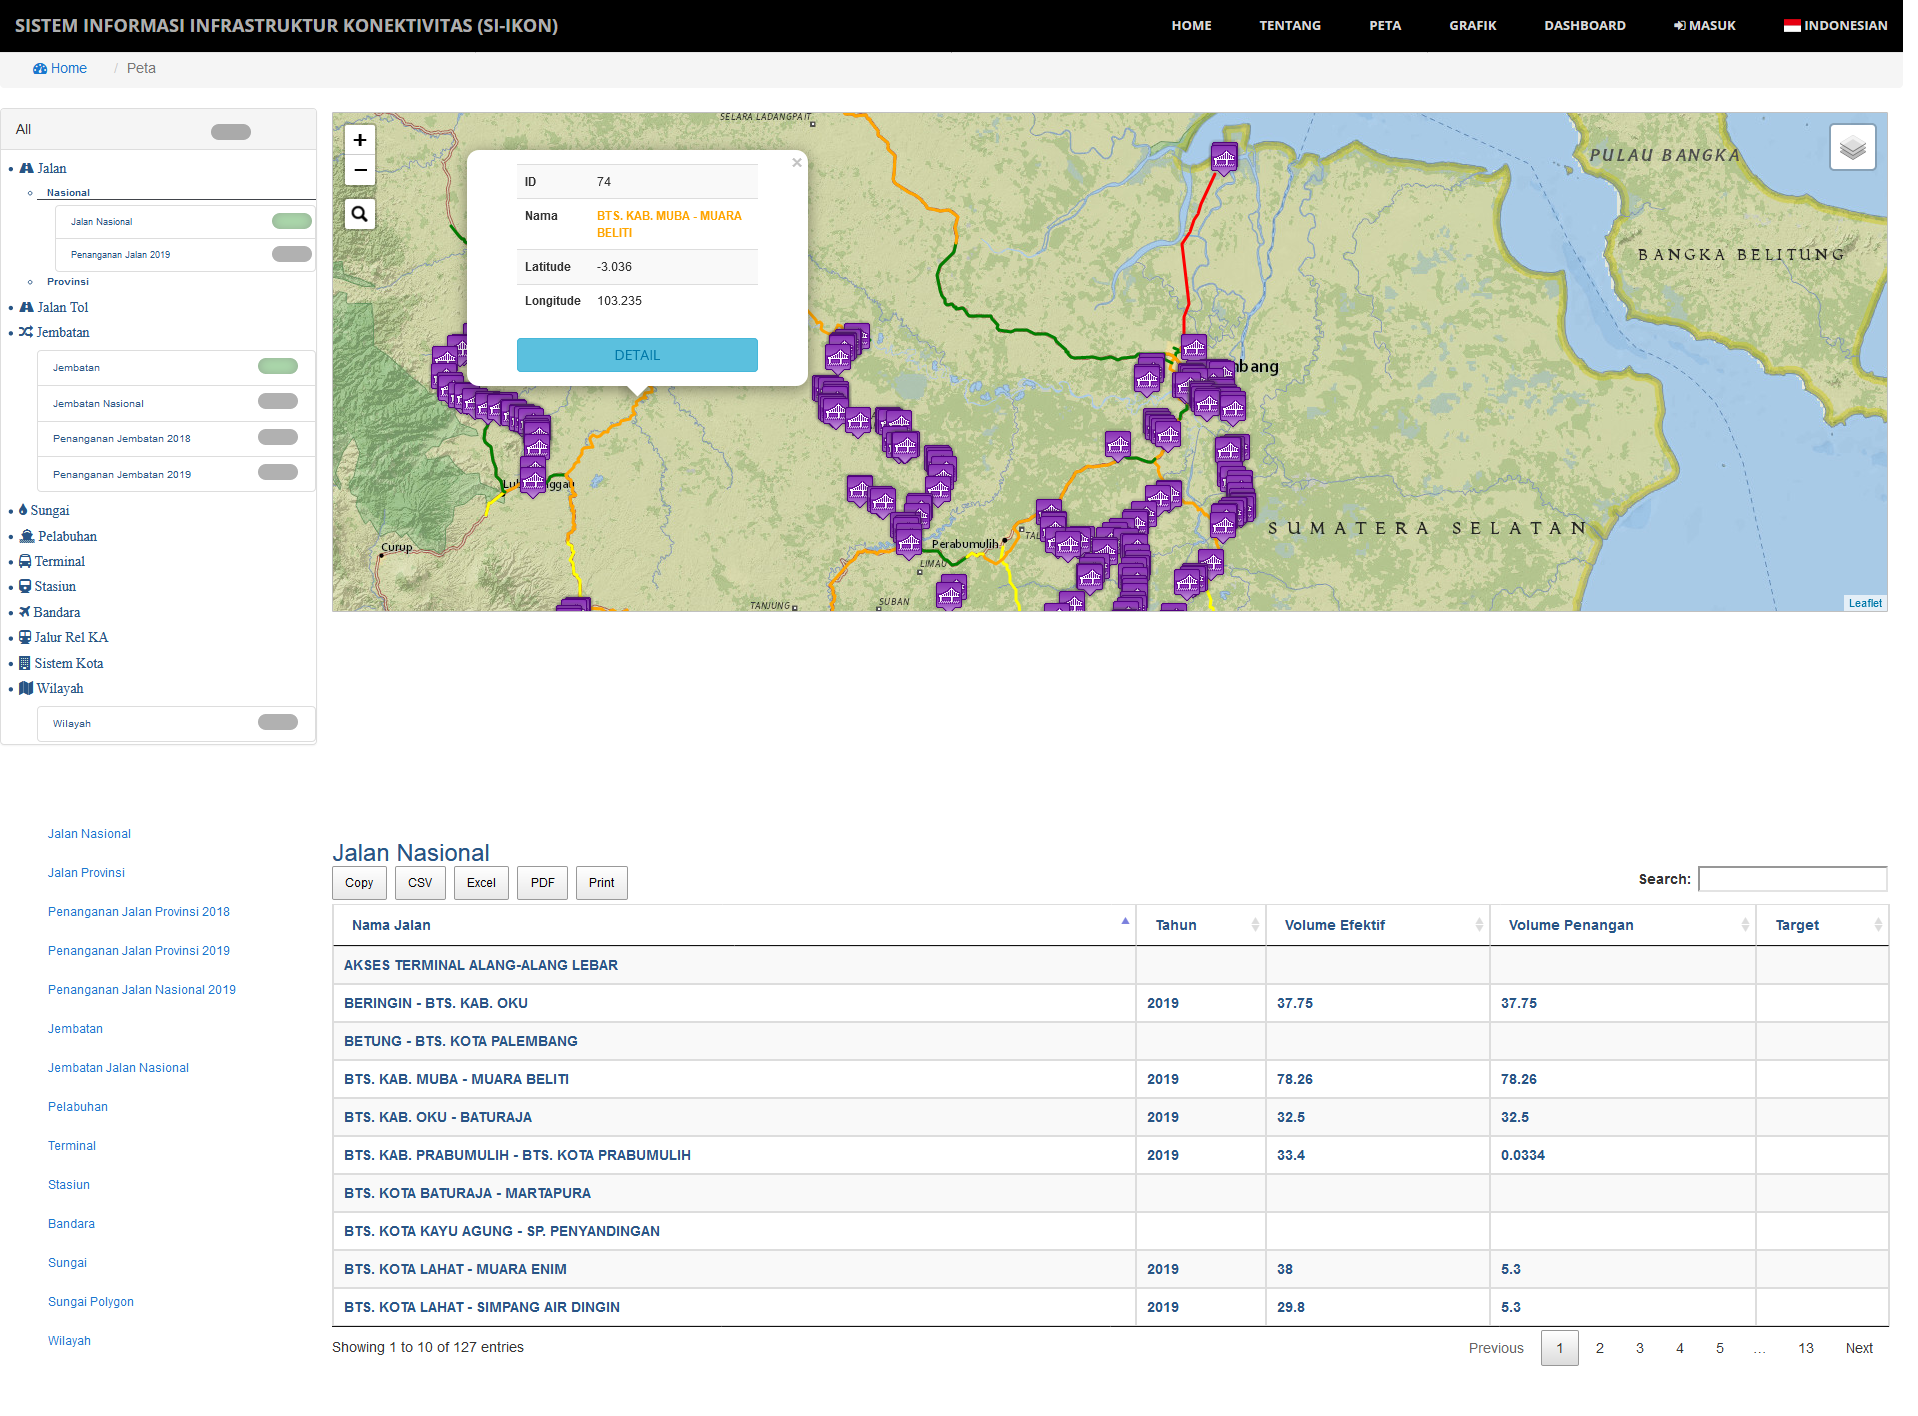 SISTEM INFORMASI INFRASTRUKTUR KONEKTIVITAS (SI-IKON)
HOME TENTANG PETA GRAFIK DASHBOARD MASUK INDONESIAN
Home / Peta
All
Jalan
Nasional
Jalan Nasional
Penanganan Jalan 2019
Provinsi
Jalan Tol
Jembatan
Jembatan
Jembatan Nasional
Penanganan Jembatan 2018
Penanganan Jembatan 2019
Sungai
Pelabuhan
Terminal
Stasiun
Bandara
Jalur Rel KA
Sistem Kota
Wilayah
Wilayah
+
−
×
ID 74
Nama BTS. KAB. MUBA - MUARA
BELITI
Latitude -3.036
Longitude 103.235
DETAIL
SELARA LADANGPAIT
PULAU BANGKA
BANGKA BELITUNG
mbang
SUMATERA SELATAN
Curup
Perabumulih
LIMAU
TANJUNG
SUBAN
Leaflet
Jalan Nasional
Jalan Provinsi
Penanganan Jalan Provinsi 2018
Penanganan Jalan Provinsi 2019
Penanganan Jalan Nasional 2019
Jembatan
Jembatan Jalan Nasional
Pelabuhan
Terminal
Stasiun
Bandara
Sungai
Sungai Polygon
Wilayah
Jalan Nasional
Copy CSV Excel PDF Print
Search:
Nama Jalan Tahun Volume Efektif Volume Penangan Target
AKSES TERMINAL ALANG-ALANG LEBAR
BERINGIN - BTS. KAB. OKU 2019 37.75 37.75
BETUNG - BTS. KOTA PALEMBANG
BTS. KAB. MUBA - MUARA BELITI 2019 78.26 78.26
BTS. KAB. OKU - BATURAJA 2019 32.5 32.5
BTS. KAB. PRABUMULIH - BTS. KOTA PRABUMULIH 2019 33.4 0.0334
BTS. KOTA BATURAJA - MARTAPURA
BTS. KOTA KAYU AGUNG - SP. PENYANDINGAN
BTS. KOTA LAHAT - MUARA ENIM 2019 38 5.3
BTS. KOTA LAHAT - SIMPANG AIR DINGIN 2019 29.8 5.3
Showing 1 to 10 of 127 entries
Previous 1 2 3 4 5 … 13 Next